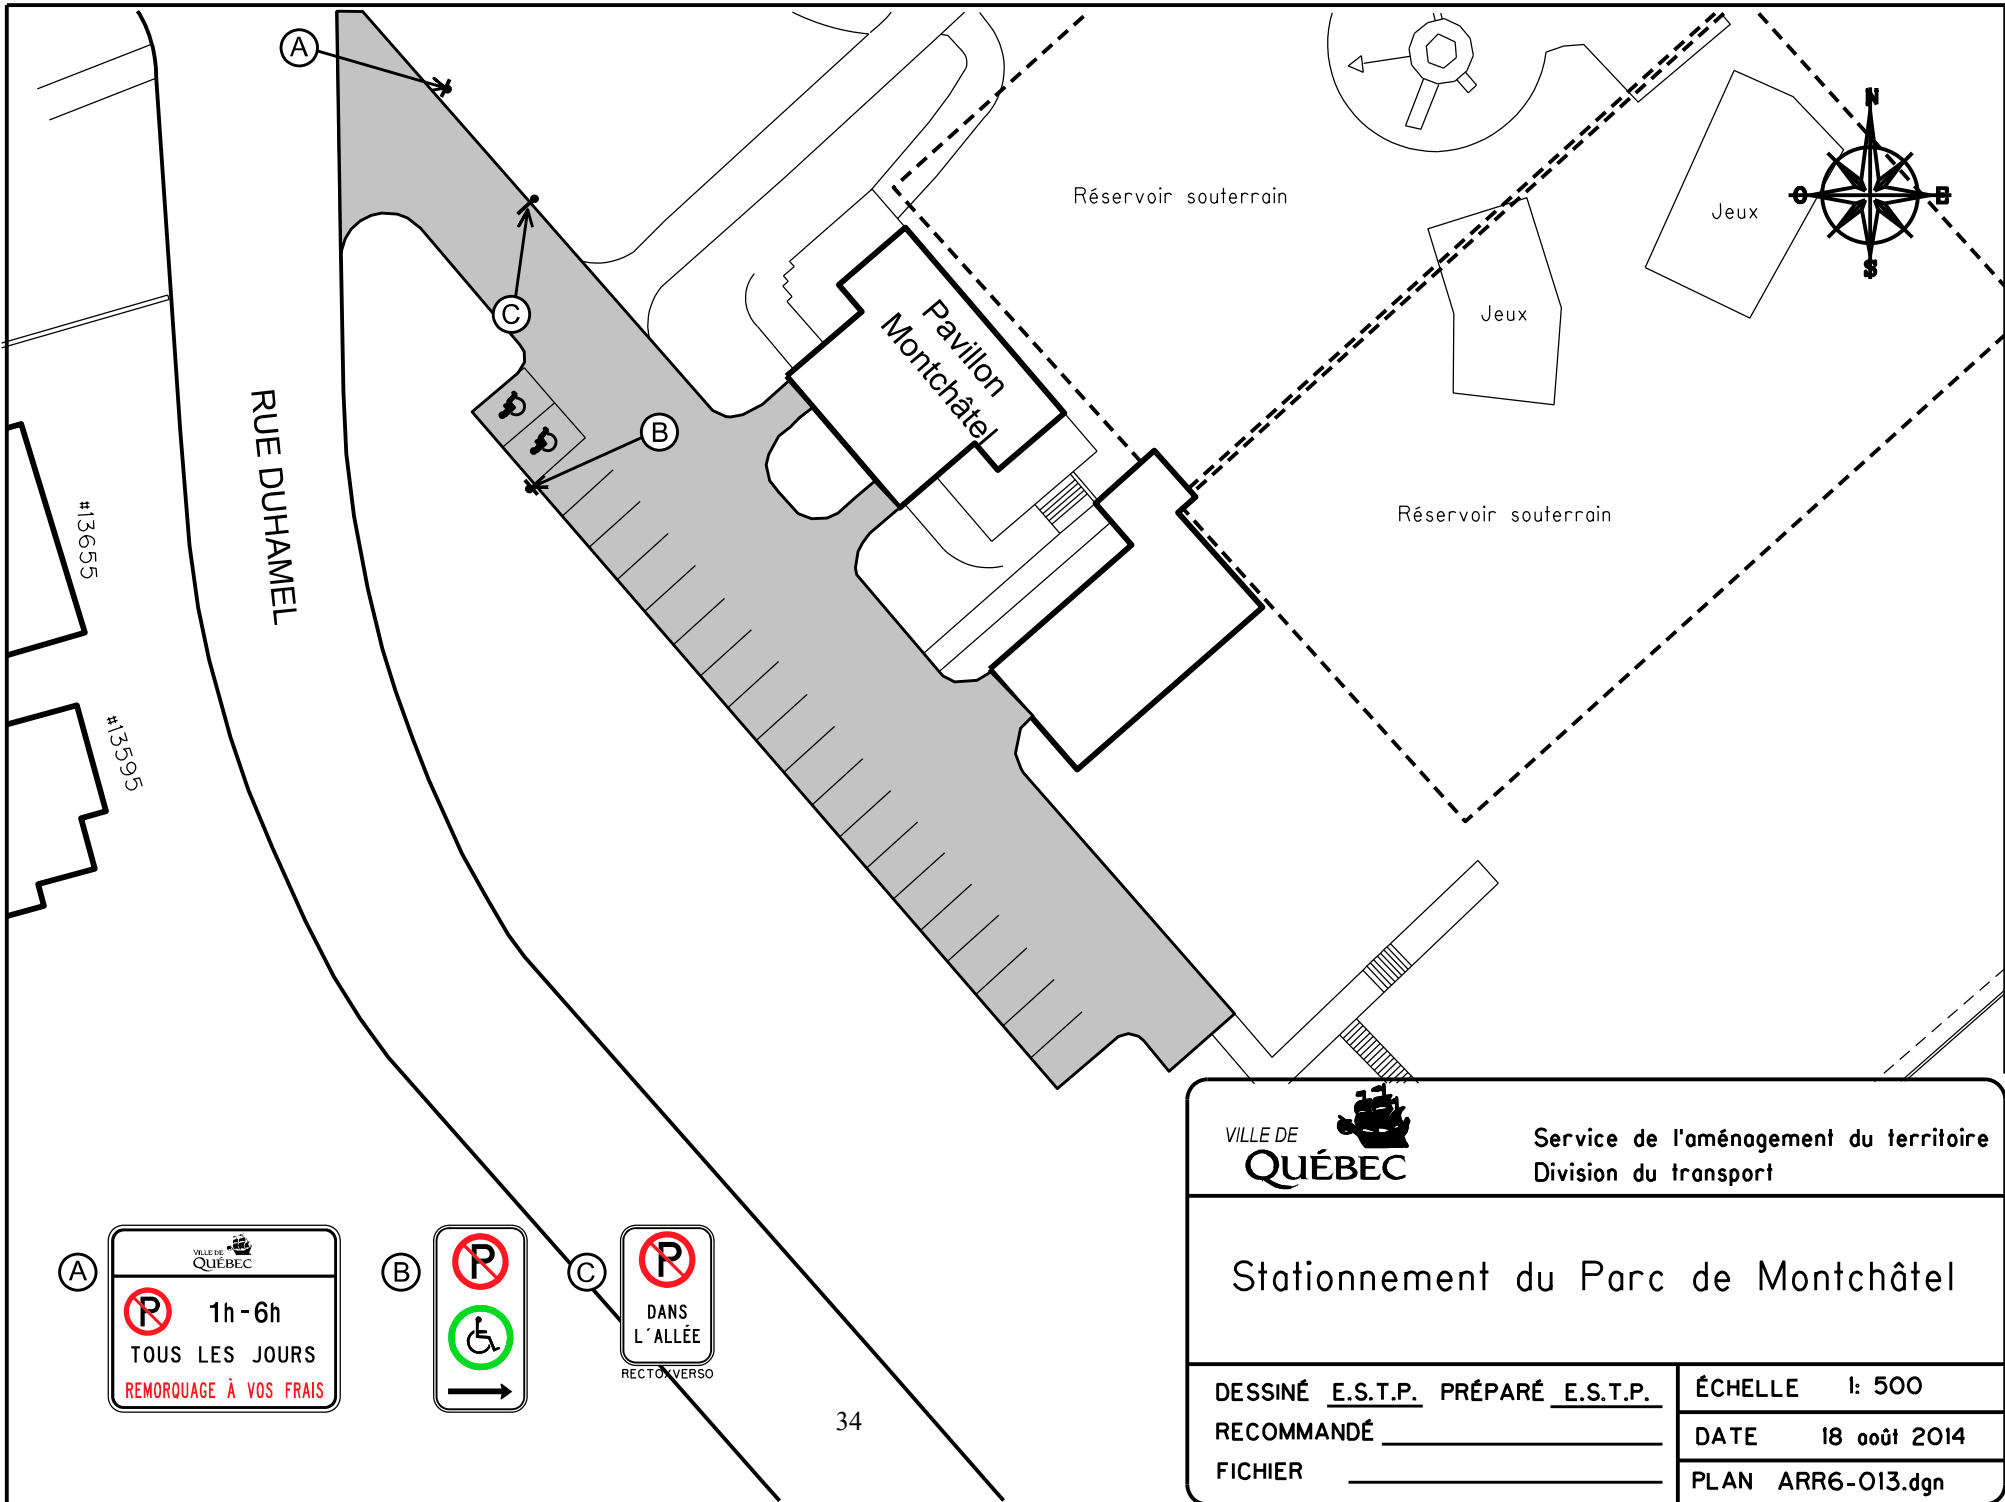 A
N
O
E
S
Réservoir souterrain
Jeux
Jeux
C
Pavillon
Montchâtel
B
RUE DUHAMEL
#13655
Réservoir souterrain
#13595
VILLE DE
QUÉBEC
Service de l'aménagement du territoire
Division du transport
Stationnement du Parc de Montchâtel
DESSINÉ E.S.T.P. PRÉPARÉ E.S.T.P.
RECOMMANDÉ
FICHIER
ÉCHELLE 1: 500
DATE 18 août 2014
PLAN ARR6-013.dgn
A
VILLE DE
QUÉBEC
P 1h-6h
TOUS LES JOURS
REMORQUAGE À VOS FRAIS
B
P
C
P
DANS
L'ALLÉE
RECTO/VERSO
34